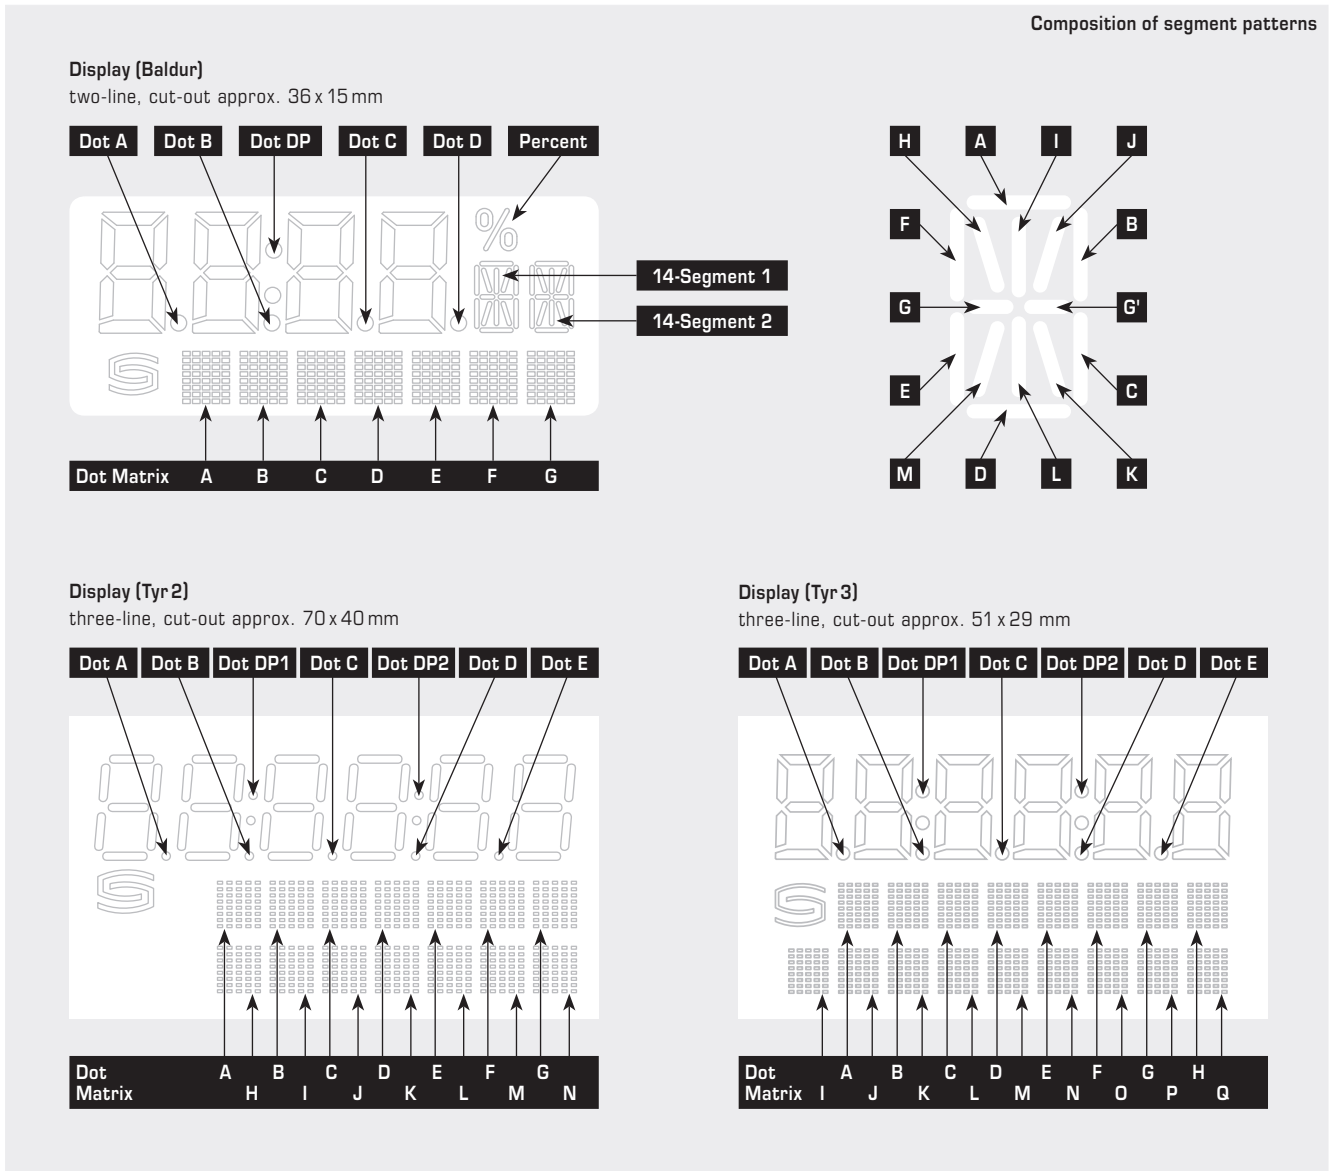 Composition of segment patterns
Display (Baldur)
two-line, cut-out approx. 36 x 15 mm
Dot A Dot B Dot DP Dot C Dot D Percent
%
14-Segment 1
14-Segment 2
Dot Matrix A B C D E F G
H A I J
F B
G G'
E C
M D L K
Display (Tyr 2)
three-line, cut-out approx. 70 x 40 mm
Dot A Dot B Dot DP1 Dot C Dot DP2 Dot D Dot E
Dot A B C D E F G
Matrix H I J K L M N
Display (Tyr 3)
three-line, cut-out approx. 51 x 29 mm
Dot A Dot B Dot DP1 Dot C Dot DP2 Dot D Dot E
Dot A B C D E F G H
Matrix I J K L M N O P Q